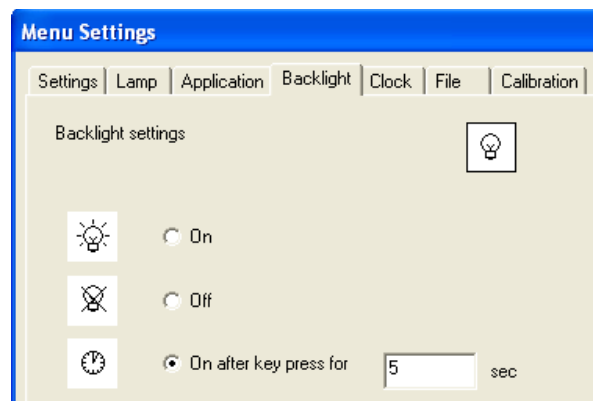 Menu Settings
Settings Lamp Application Backlight Clock File Calibration
Backlight settings
On
Off
On after key press for 5 sec